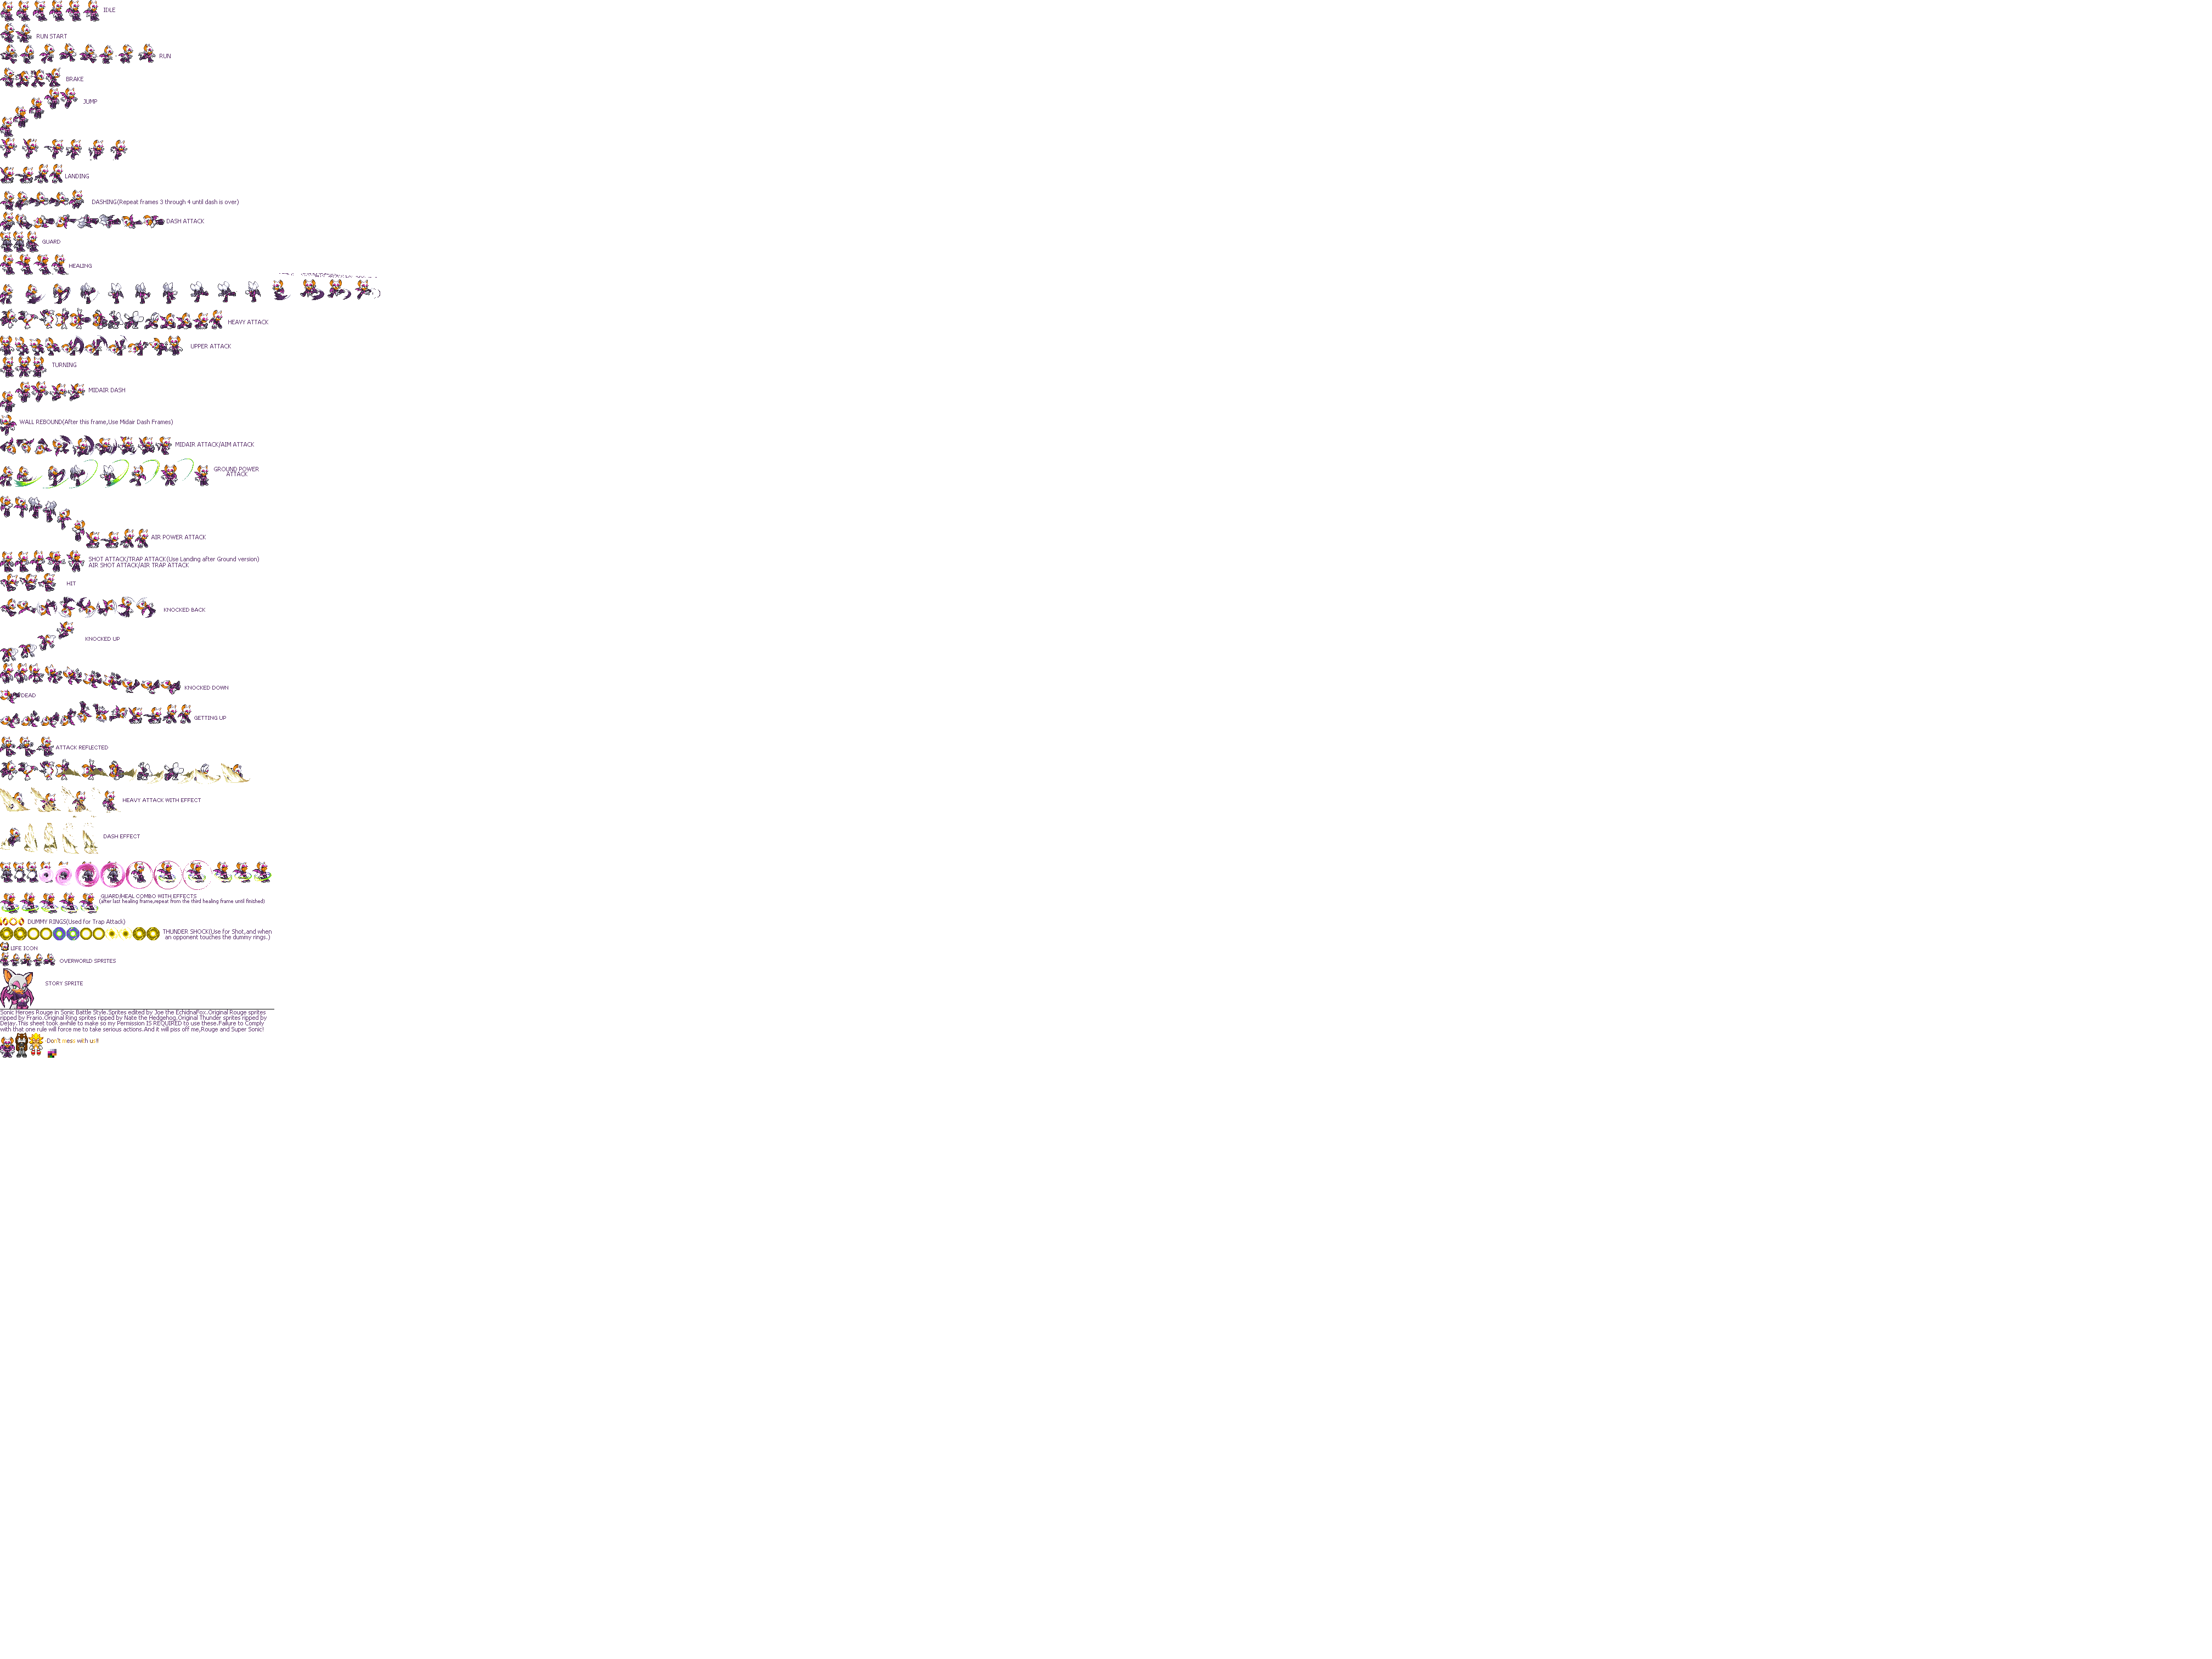 IDLE
RUN START
RUN
BRAKE
JUMP
LANDING
DASHING(Repeat frames 3 through 4 until dash is over)
DASH ATTACK
GUARD
HEALING
HEAVY ATTACK
UPPER ATTACK
TURNING
MIDAIR DASH
WALL REBOUND(After this frame,Use Midair Dash Frames)
MIDAIR ATTACK/AIM ATTACK
GROUND POWER
ATTACK
AIR POWER ATTACK
SHOT ATTACK/TRAP ATTACK(Use Landing after Ground version)
AIR SHOT ATTACK/AIR TRAP ATTACK
HIT
KNOCKED BACK
KNOCKED UP
KNOCKED DOWN
DEAD
GETTING UP
ATTACK REFLECTED
HEAVY ATTACK WITH EFFECT
DASH EFFECT
GUARD/HEAL COMBO WITH EFFECTS
(after last healing frame,repeat from the third healing frame until finished)
DUMMY RINGS(Used for Trap Attack)
THUNDER SHOCK(Use for Shot,and when
an opponent touches the dummy rings.)
LIFE ICON
OVERWORLD SPRITES
STORY SPRITE
Sonic Heroes Rouge in Sonic Battle Style.Sprites edited by Joe the EchidnaFox.Original Rouge sprites
ripped by Frario.Original Ring sprites ripped by Nate the Hedgehog.Original Thunder sprites ripped by
Dejay.This sheet took awhile to make so my Permission IS REQUIRED to use these.Failure to Comply
with that one rule will force me to take serious actions.And it will piss off me,Rouge and Super Sonic!
Don't mess with us!!